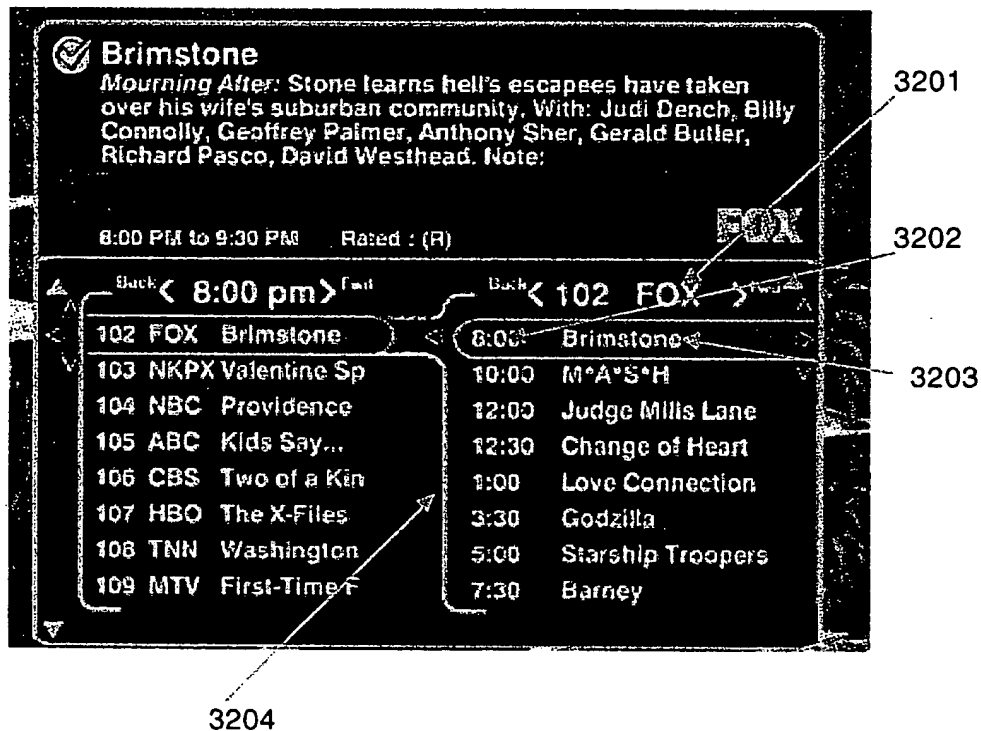 Brimstone
Mourning After: Stone learns hell's escapees have taken
over his wife's suburban community. With: Judi Dench, Billy
Connolly, Geoffrey Palmer, Anthony Sher, Gerald Butler,
Richard Pasco, David Westhead. Note:
FOX
8:00 PM to 9:30 PM Rated : (R)
Back < 8:00 pm > Fwd
102 FOX Brimstone
103 NKPX Valentine Sp
104 NBC Providence
105 ABC Kids Say...
106 CBS Two of a Kin
107 HBO The X-Files
108 TNN Washington
109 MTV First-Time F
Back < 102 FOX > Fwd
8:00 Brimstone
10:00 M*A*S*H
12:00 Judge Mills Lane
12:30 Change of Heart
1:00 Love Connection
3:30 Godzilla
5:00 Starship Troopers
7:30 Barney
3201
3202
3203
3204